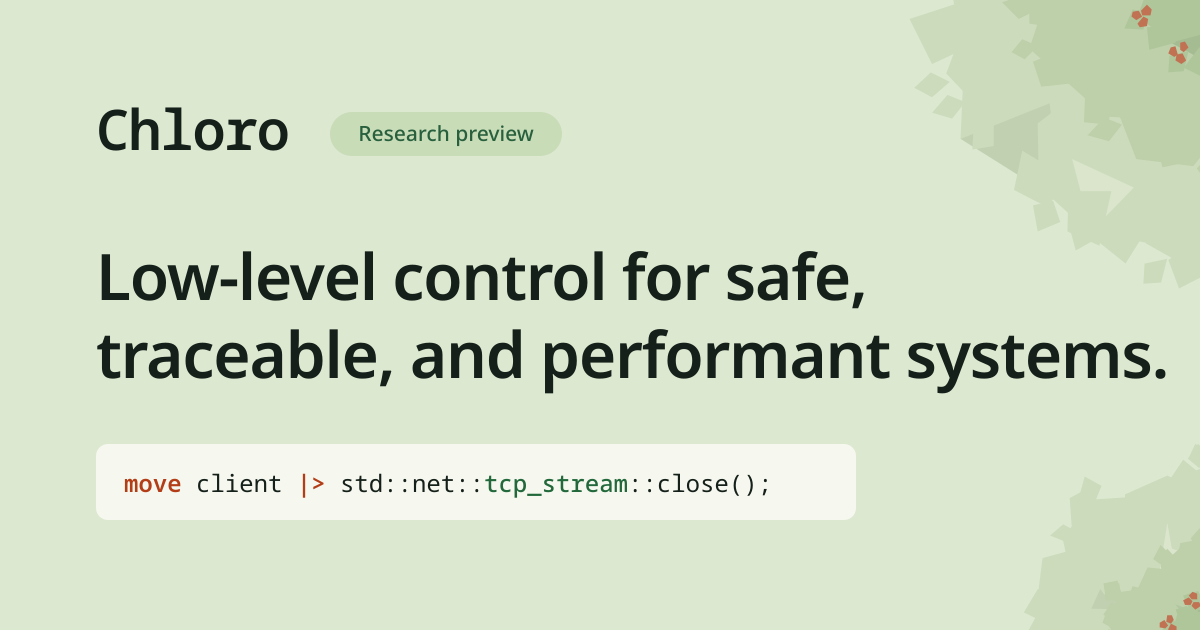 Chloro
Research preview
Low-level control for safe,
traceable, and performant systems.
move client |> std::net::tcp_stream::close();